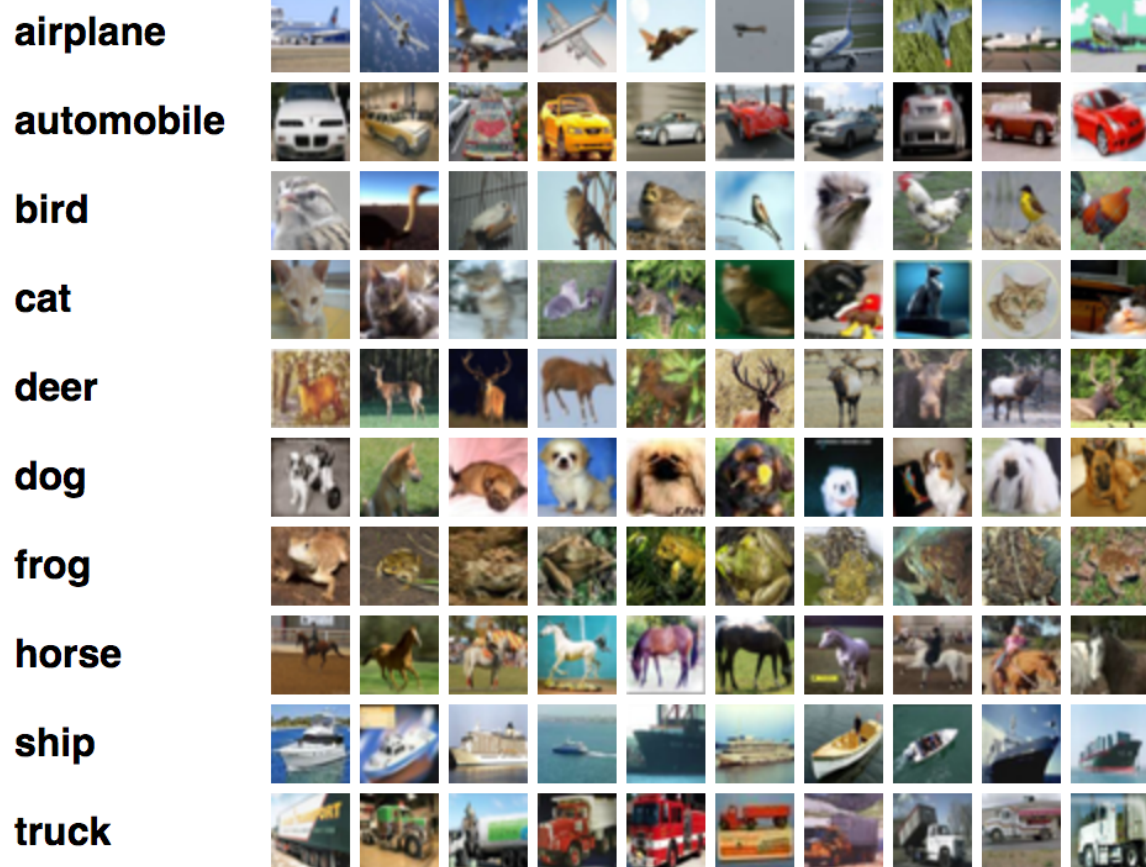 airplane
automobile
bird
cat
deer
dog
frog
horse
ship
truck